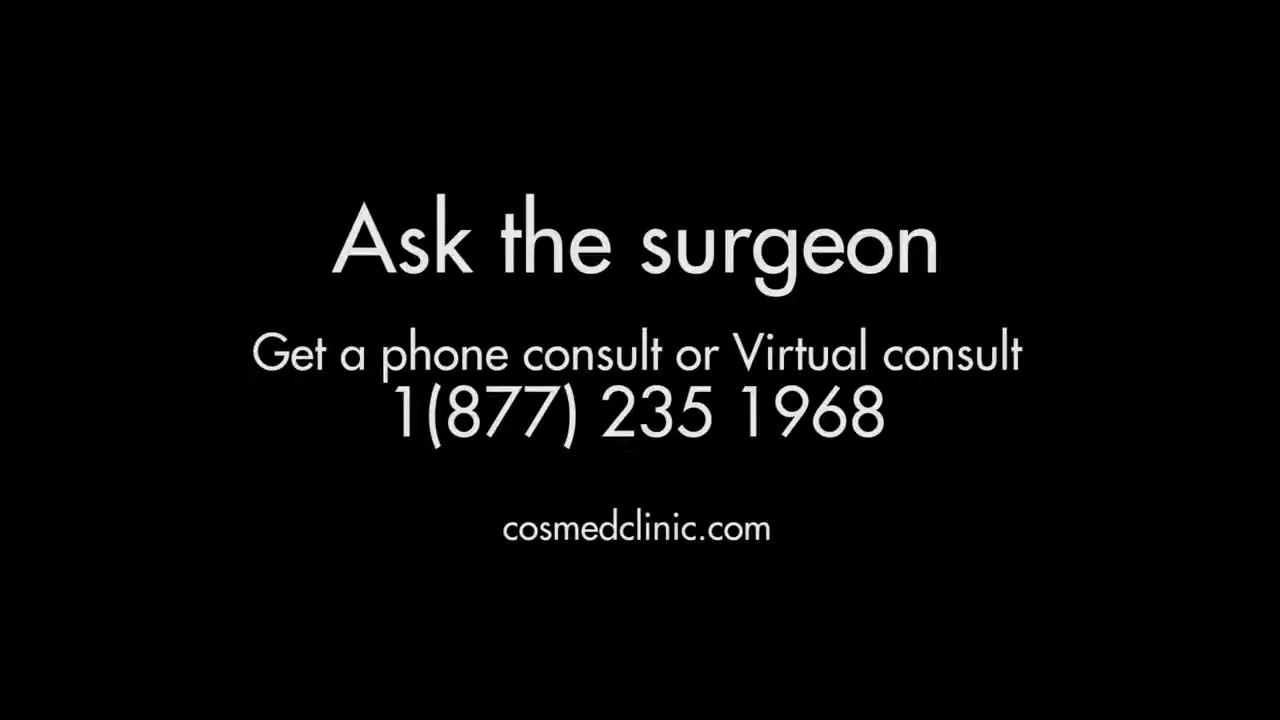 Ask the surgeon
Get a phone consult or Virtual consult
1(877) 235 1968
cosmedclinic.com